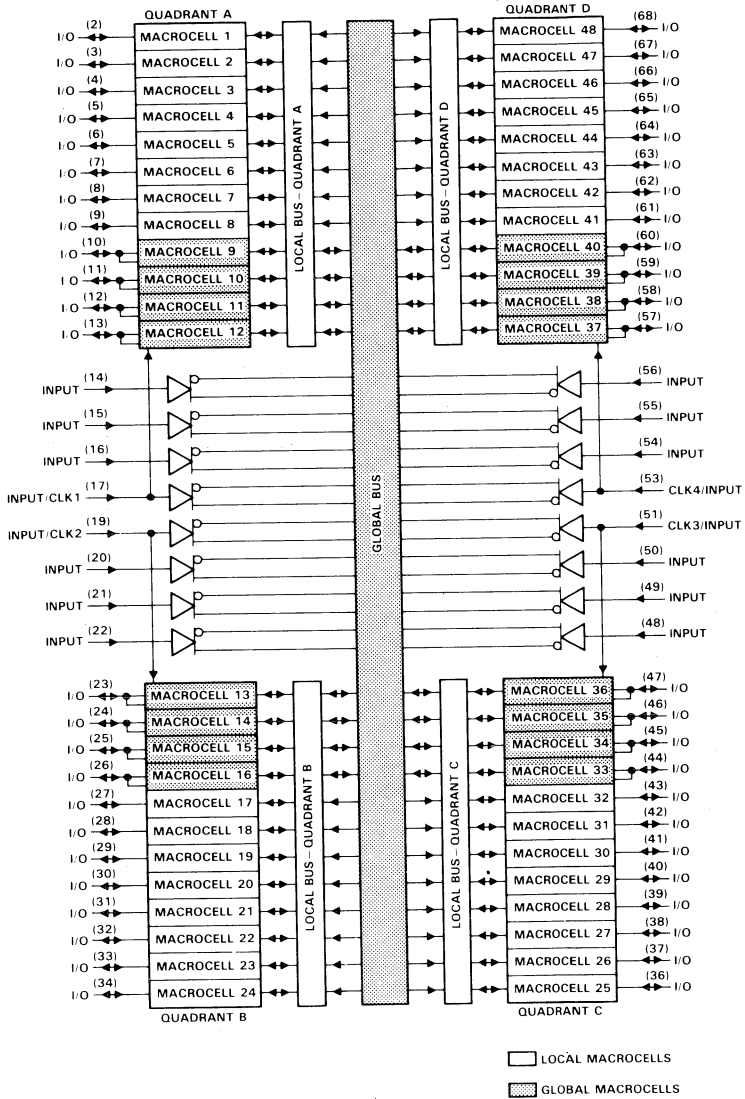 QUADRANT A
(2) I/O MACROCELL 1
(3) I/O MACROCELL 2
(4) I/O MACROCELL 3
(5) I/O MACROCELL 4
(6) I/O MACROCELL 5
(7) I/O MACROCELL 6
(8) I/O MACROCELL 7
(9) I/O MACROCELL 8
(10) I/O MACROCELL 9
(11) I/O MACROCELL 10
(12) I/O MACROCELL 11
(13) I/O MACROCELL 12
LOCAL BUS – QUADRANT A
QUADRANT D
MACROCELL 48 (68) I/O
MACROCELL 47 (67) I/O
MACROCELL 46 (66) I/O
MACROCELL 45 (65) I/O
MACROCELL 44 (64) I/O
MACROCELL 43 (63) I/O
MACROCELL 42 (62) I/O
MACROCELL 41 (61) I/O
MACROCELL 40 (60) I/O
MACROCELL 39 (59) I/O
MACROCELL 38 (58) I/O
MACROCELL 37 (57) I/O
LOCAL BUS – QUADRANT D
INPUT (14)
INPUT (15)
INPUT (16)
INPUT/CLK1 (17)
INPUT/CLK2 (19)
INPUT (20)
INPUT (21)
INPUT (22)
GLOBAL BUS
(56) INPUT
(55) INPUT
(54) INPUT
(53) CLK4/INPUT
(51) CLK3/INPUT
(50) INPUT
(49) INPUT
(48) INPUT
(23) I/O MACROCELL 13
(24) I/O MACROCELL 14
(25) I/O MACROCELL 15
(26) I/O MACROCELL 16
(27) I/O MACROCELL 17
(28) I/O MACROCELL 18
(29) I/O MACROCELL 19
(30) I/O MACROCELL 20
(31) I/O MACROCELL 21
(32) I/O MACROCELL 22
(33) I/O MACROCELL 23
(34) I/O MACROCELL 24
QUADRANT B
LOCAL BUS – QUADRANT B
LOCAL BUS – QUADRANT C
MACROCELL 36 (47) I/O
MACROCELL 35 (46) I/O
MACROCELL 34 (45) I/O
MACROCELL 33 (44) I/O
MACROCELL 32 (43) I/O
MACROCELL 31 (42) I/O
MACROCELL 30 (41) I/O
MACROCELL 29 (40) I/O
MACROCELL 28 (39) I/O
MACROCELL 27 (38) I/O
MACROCELL 26 (37) I/O
MACROCELL 25 (36) I/O
QUADRANT C
LOCAL MACROCELLS
GLOBAL MACROCELLS